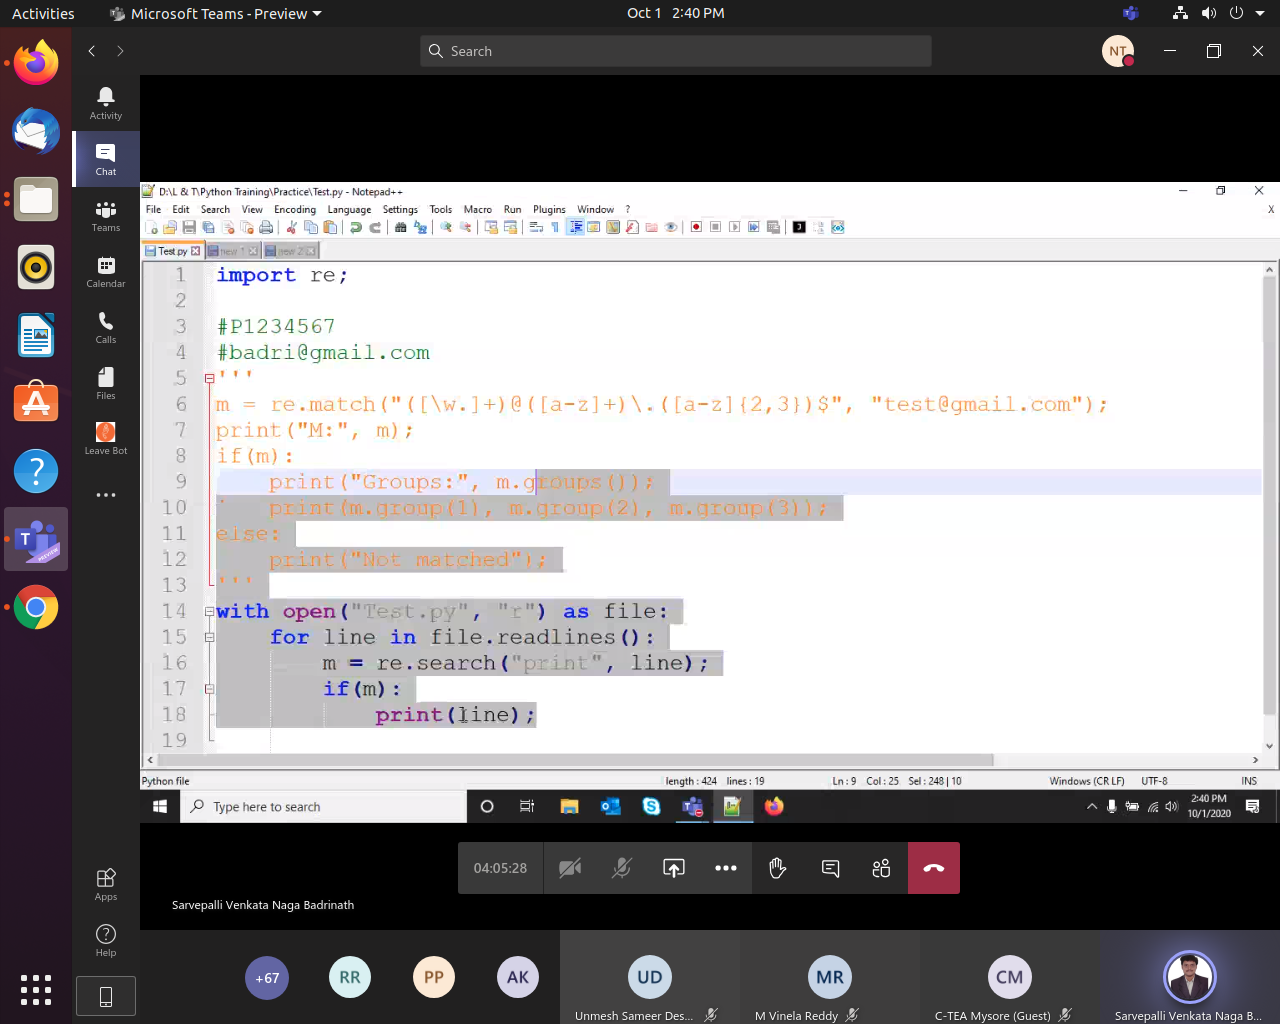 Activities
Microsoft Teams - Preview
Oct 1 2:40 PM
Search
NT
Activity
Chat
Teams
Calendar
Calls
Files
Leave Bot
Apps
Help
D:\L & T\Python Training\Practice\Test.py - Notepad++
File Edit Search View Encoding Language Settings Tools Macro Run Plugins Window ? X
Test.py new 1 new 2
1 import re;
2
3 #P1234567
4 #badri@gmail.com
5 '''
6 m = re.match("([\w.]+)@([a-z]+)\.([a-z]{2,3})$", "test@gmail.com");
7 print("M:", m);
8 if(m):
9 print("Groups:", m.groups());
10 print(m.group(1), m.group(2), m.group(3));
11 else:
12 print("Not matched");
13 '''
14 with open("Test.py", "r") as file:
15 for line in file.readlines():
16 m = re.search("print", line);
17 if(m):
18 print(line);
19
Python file length : 424 lines : 19 Ln : 9 Col : 25 Sel : 248 | 10 Windows (CR LF) UTF-8 INS
Type here to search
2:40 PM
10/1/2020
04:05:28
Sarvepalli Venkata Naga Badrinath
+67
RR
PP
AK
UD
MR
CM
Unmesh Sameer Des...
M Vinela Reddy
C-TEA Mysore (Guest)
Sarvepalli Venkata Naga B...